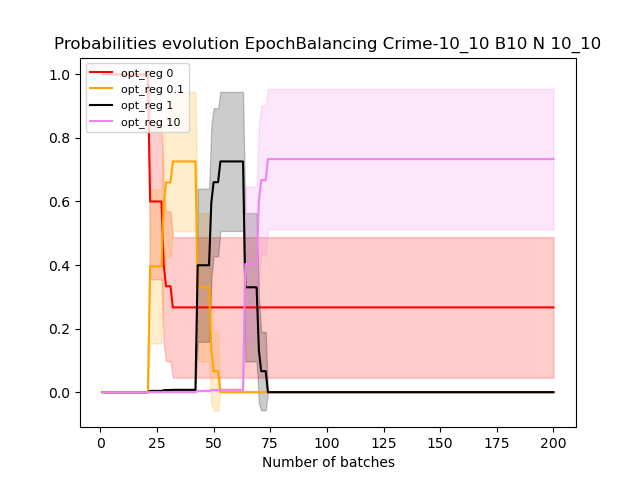 Probabilities evolution EpochBalancing Crime-10_10 B10 N 10_10
opt_reg 0
opt_reg 0.1
opt_reg 1
opt_reg 10
1.0
0.8
0.6
0.4
0.2
0.0
0 25 50 75 100 125 150 175 200
Number of batches